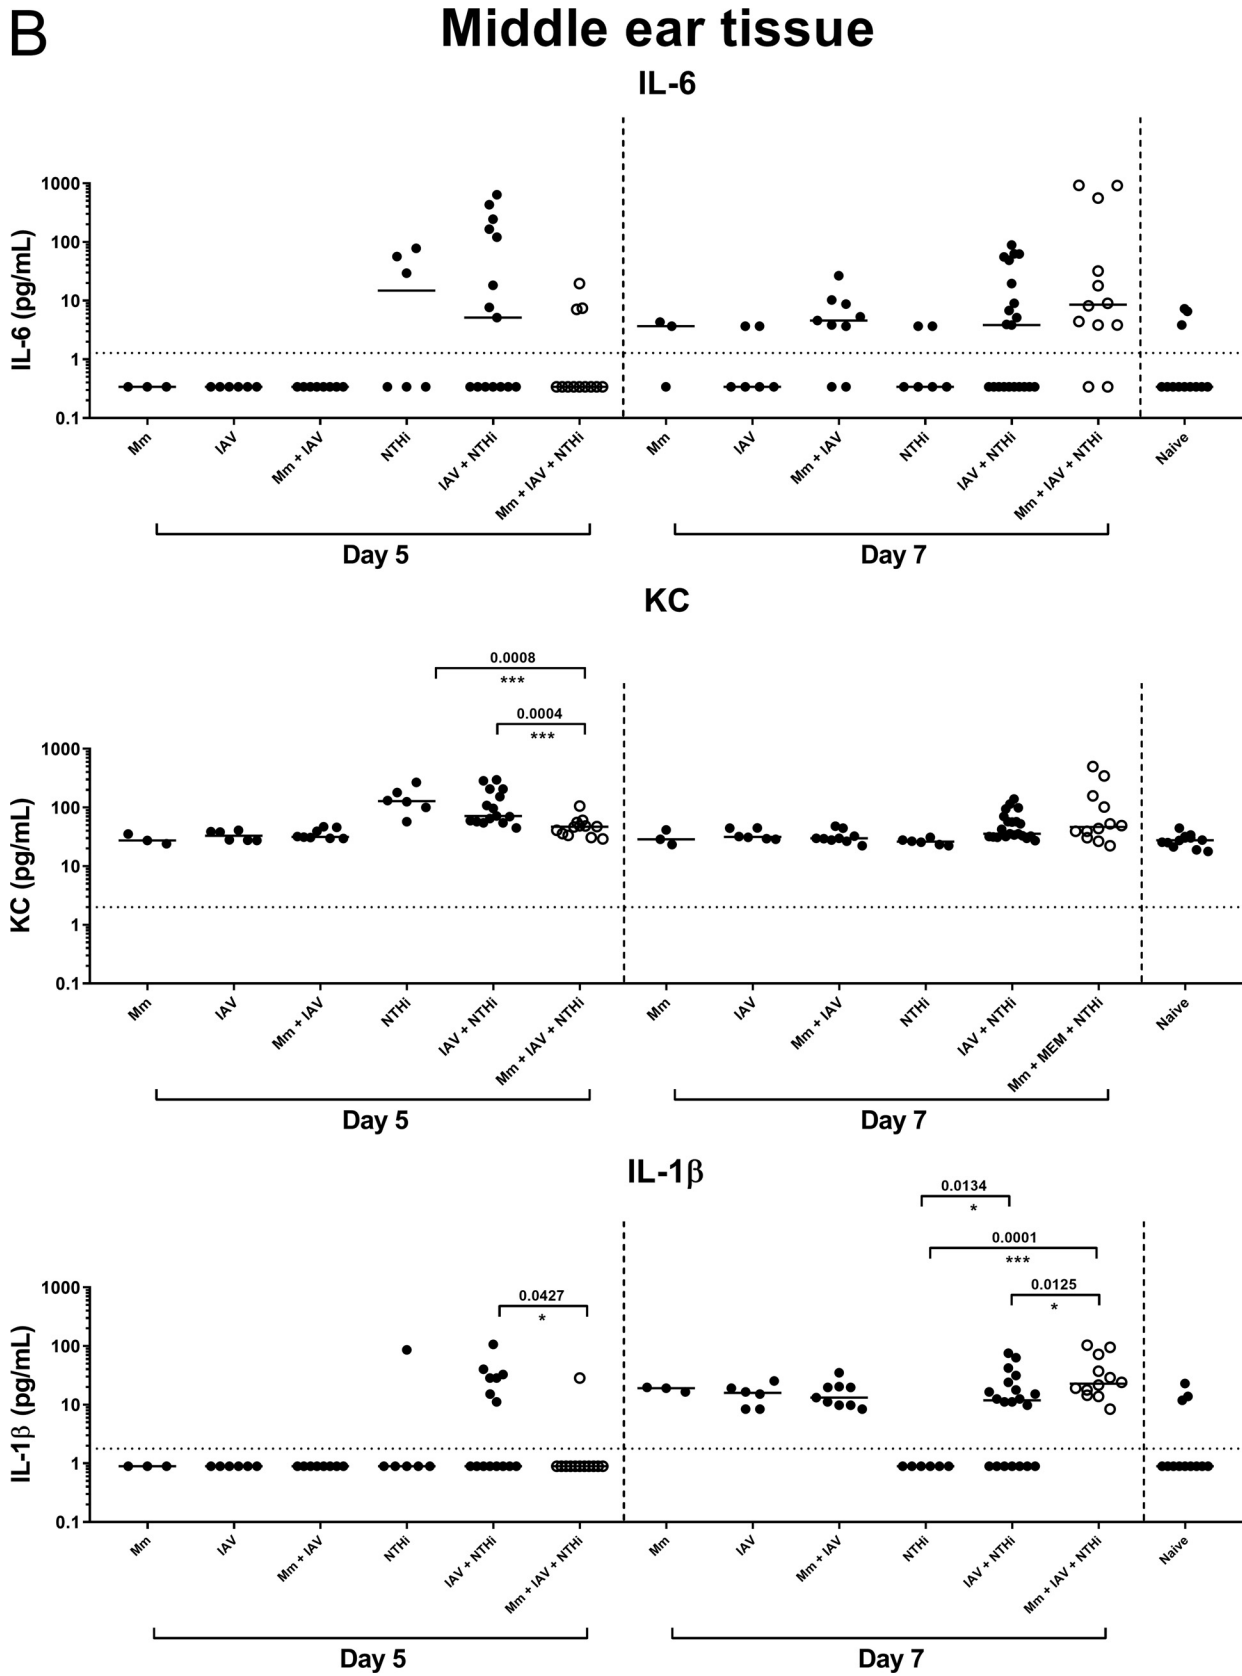 B
Middle ear tissue
IL-6
IL-6 (pg/mL)
1000
100
10
1
0.1
Mm
IAV
Mm + IAV
NTHi
IAV + NTHi
Mm + IAV + NTHi
Mm
IAV
Mm + IAV
NTHi
IAV + NTHi
Mm + IAV + NTHi
Naive
Day 5
Day 7
KC
0.0008
***
0.0004
***
KC (pg/mL)
1000
100
10
1
0.1
Mm
IAV
Mm + IAV
NTHi
IAV + NTHi
Mm + IAV + NTHi
Mm
IAV
Mm + IAV
NTHi
IAV + NTHi
Mm + MEM + NTHi
Naive
Day 5
Day 7
IL-1β
0.0134
*
0.0001
***
0.0125
*
0.0427
*
IL-1β (pg/mL)
1000
100
10
1
0.1
Mm
IAV
Mm + IAV
NTHi
IAV + NTHi
Mm + IAV + NTHi
Mm
IAV
Mm + IAV
NTHi
IAV + NTHi
Mm + IAV + NTHi
Naive
Day 5
Day 7